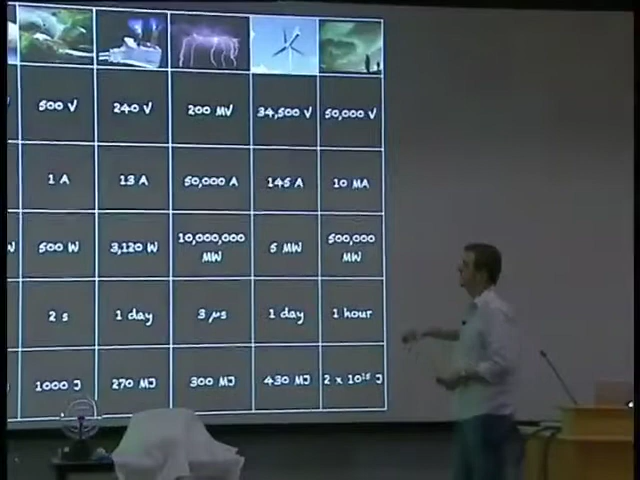 500 V 240 V 200 MV 34,500 V 50,000 V
1 A 13 A 50,000 A 145 A 10 MA
500 W 3,120 W 10,000,000 MW 5 MW 500,000 MW
2 s 1 day 3 µs 1 day 1 hour
1000 J 270 MJ 300 MJ 430 MJ 2 x 10¹⁵ J